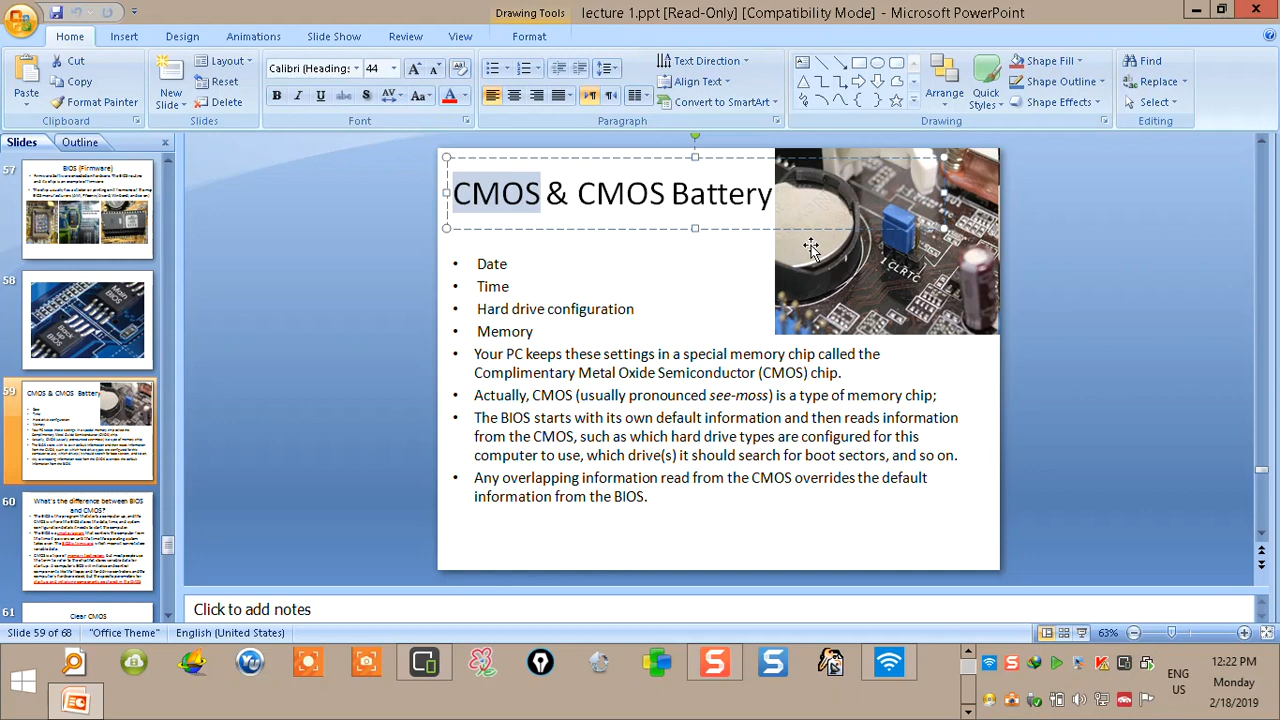 Drawing Tools
lecture 1.ppt [Read-Only] [Compatibility Mode] - Microsoft PowerPoint
Home Insert Design Animations Slide Show Review View Format
Paste
Cut
Copy
Format Painter
Clipboard
New Slide
Layout
Reset
Delete
Slides
Calibri (Headings 44
B I U abc S AV Aa A
Font
Text Direction
Align Text
Convert to SmartArt
Paragraph
Arrange
Quick Styles
Shape Fill
Shape Outline
Shape Effects
Drawing
Find
Replace
Select
Editing
Slides Outline
57
BIOS (Firmware)
58
59
CMOS & CMOS Battery
60
What's the difference between BIOS
and CMOS?
61
Clear CMOS
CMOS & CMOS Battery
1 CLRTC
• Date
• Time
• Hard drive configuration
• Memory
• Your PC keeps these settings in a special memory chip called the
Complimentary Metal Oxide Semiconductor (CMOS) chip.
• Actually, CMOS (usually pronounced see-moss) is a type of memory chip;
• The BIOS starts with its own default information and then reads information
from the CMOS, such as which hard drive types are configured for this
computer to use, which drive(s) it should search for boot sectors, and so on.
• Any overlapping information read from the CMOS overrides the default
information from the BIOS.
Click to add notes
Slide 59 of 68 "Office Theme" English (United States) 63%
ENG
US
12:22 PM
Monday
2/18/2019